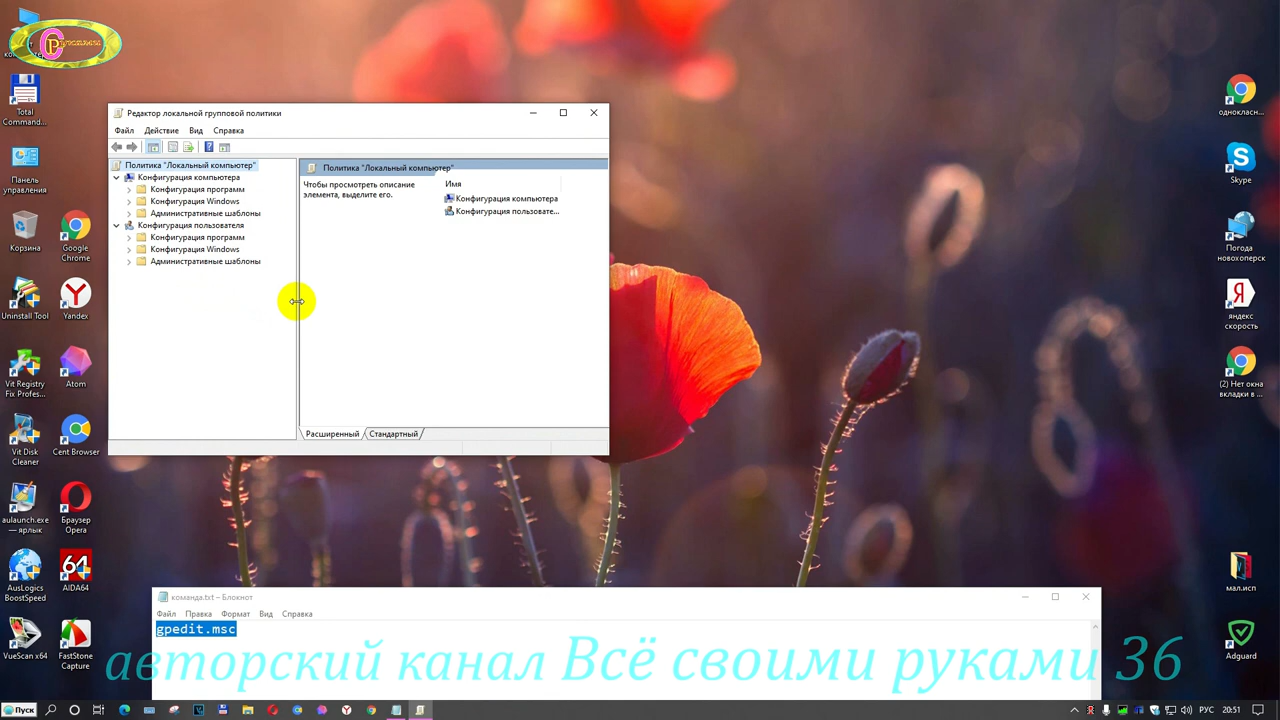 Total
Comman...
Панель
управления
Корзина
Google
Chrome
Uninstall Tool
Yandex
Vit Registry
Fix Profes...
Atom
Vit Disk
Cleaner
Cent Browser
aulaunch.exe
— ярлык
Браузер
Opera
AusLogics
BoostSpeed
64
AIDA64
VueScan x64
FastStone
Capture
Редактор локальной групповой политики
Файл Действие Вид Справка
Политика "Локальный компьютер"
Конфигурация компьютера
Конфигурация программ
Конфигурация Windows
Административные шаблоны
Конфигурация пользователя
Конфигурация программ
Конфигурация Windows
Административные шаблоны
Политика "Локальный компьютер"
Чтобы просмотреть описание
элемента, выделите его.
Имя
Конфигурация компьютера
Конфигурация пользовате...
Расширенный Стандартный
однокласн...
Skype
Погода
новохоперск
яндекс
скорость
(2) Нет окна
вкладки в ...
мал.исп
Adguard
команда.txt – Блокнот
Файл Правка Формат Вид Справка
gpedit.msc
авторский канал Всё своими руками 36
Пуск
РУС 20:51